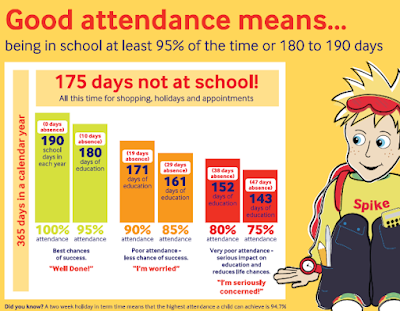 Good attendance means...
being in school at least 95% of the time or 180 to 190 days
175 days not at school!
All this time for shopping, holidays and appointments
365 days in a calendar year
(0 days absence)
190
school days in each year
100%
attendance
(10 days absence)
180
days of education
95%
attendance
Best chances
of success.
"Well Done!"
(19 days absence)
171
days of education
90%
attendance
(29 days absence)
161
days of education
85%
attendance
Poor attendance –
less chance of success.
"I'm worried"
(38 days absence)
152
days of education
80%
attendance
(47 days absence)
143
days of education
75%
attendance
Very poor attendance –
serious impact on
education and
reduces life chances.
"I'm seriously
concerned!"
Spike
Did you know? A two week holiday in term time means that the highest attendance a child can achieve is 94.7%